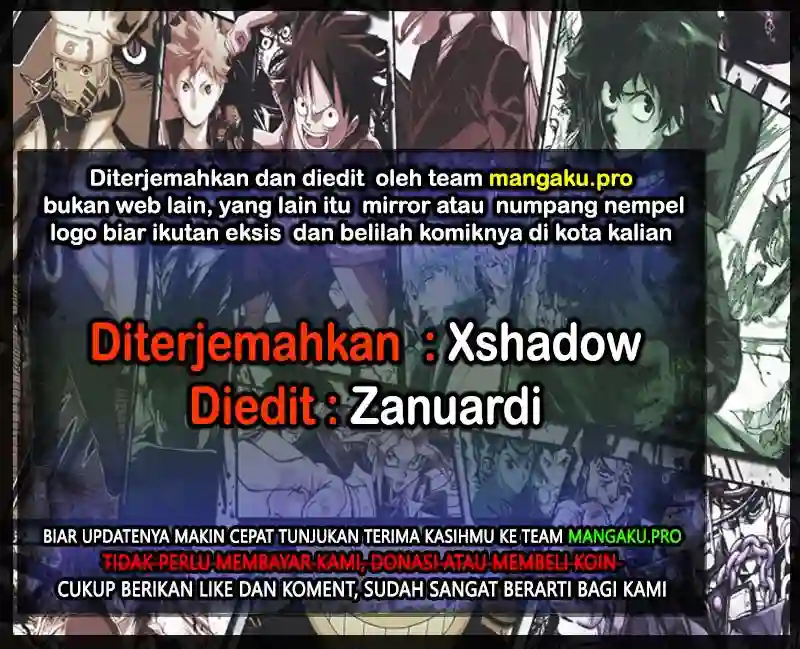 Diterjemahkan dan diedit oleh team mangaku.pro
bukan web lain, yang lain itu mirror atau numpang nempel
logo biar ikutan eksis dan belilah komiknya di kota kalian
Diterjemahkan : Xshadow
Diedit : Zanuardi
BIAR UPDATENYA MAKIN CEPAT TUNJUKAN TERIMA KASIHMU KE TEAM MANGAKU.PRO
TIDAK PERLU MEMBAYAR KAMI, DONASI ATAU MEMBELI KOIN
CUKUP BERIKAN LIKE DAN KOMENT, SUDAH SANGAT BERARTI BAGI KAMI